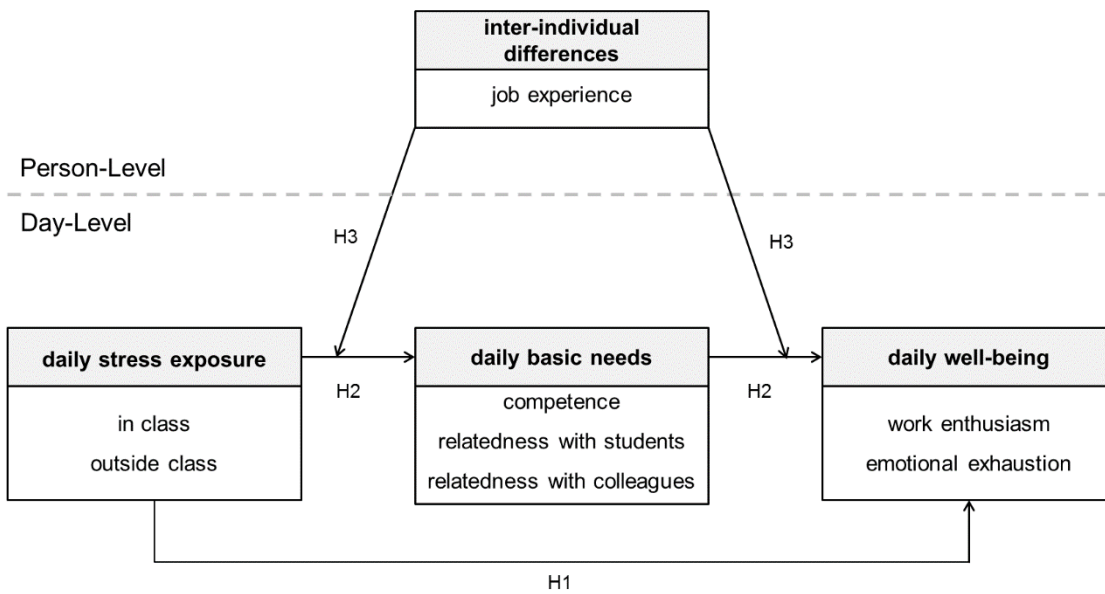 inter-individual
differences
job experience
Person-Level
Day-Level
H3
H3
daily stress exposure
in class
outside class
H2
daily basic needs
competence
relatedness with students
relatedness with colleagues
H2
daily well-being
work enthusiasm
emotional exhaustion
H1